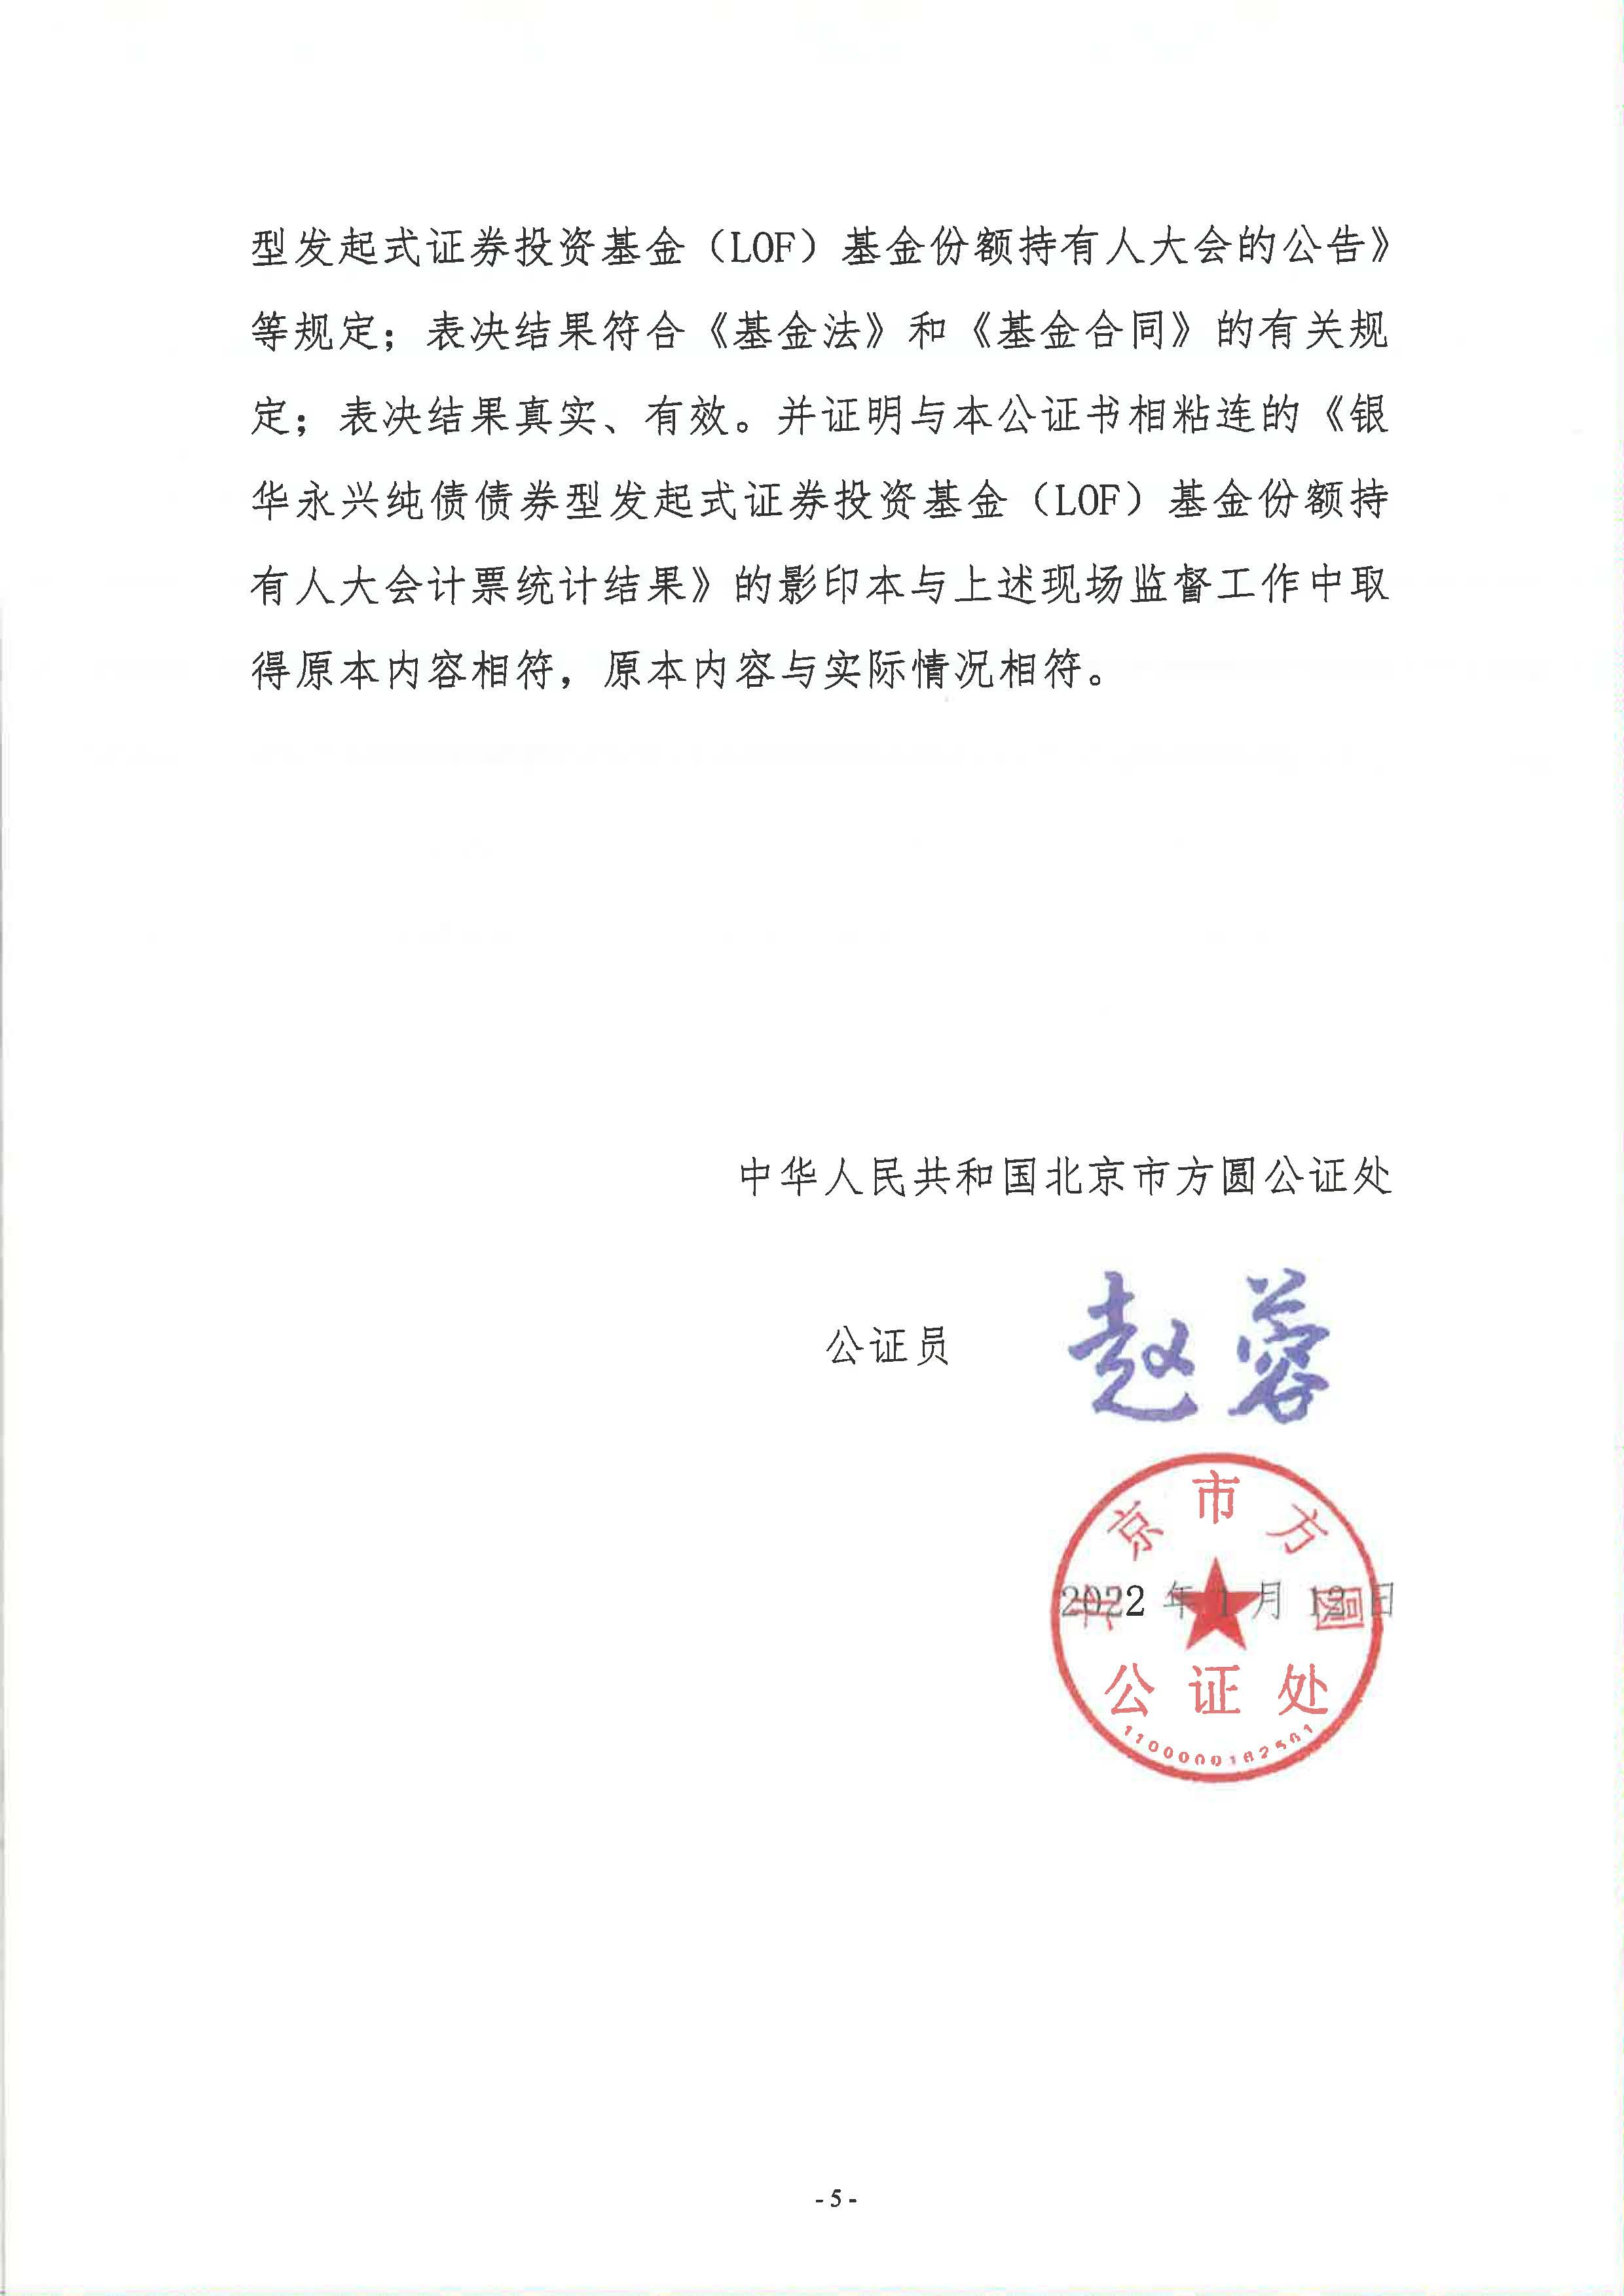 型发起式证券投资基金（LOF）基金份额持有人大会的公告》
等规定；表决结果符合《基金法》和《基金合同》的有关规
定；表决结果真实、有效。并证明与本公证书相粘连的《银
华永兴纯债债券型发起式证券投资基金（LOF）基金份额持
有人大会计票统计结果》的影印本与上述现场监督工作中取
得原本内容相符，原本内容与实际情况相符。
中华人民共和国北京市方圆公证处
公证员 赵蓉
北京市方圆
2022 年 1 月 12 日
公证处
- 5 -